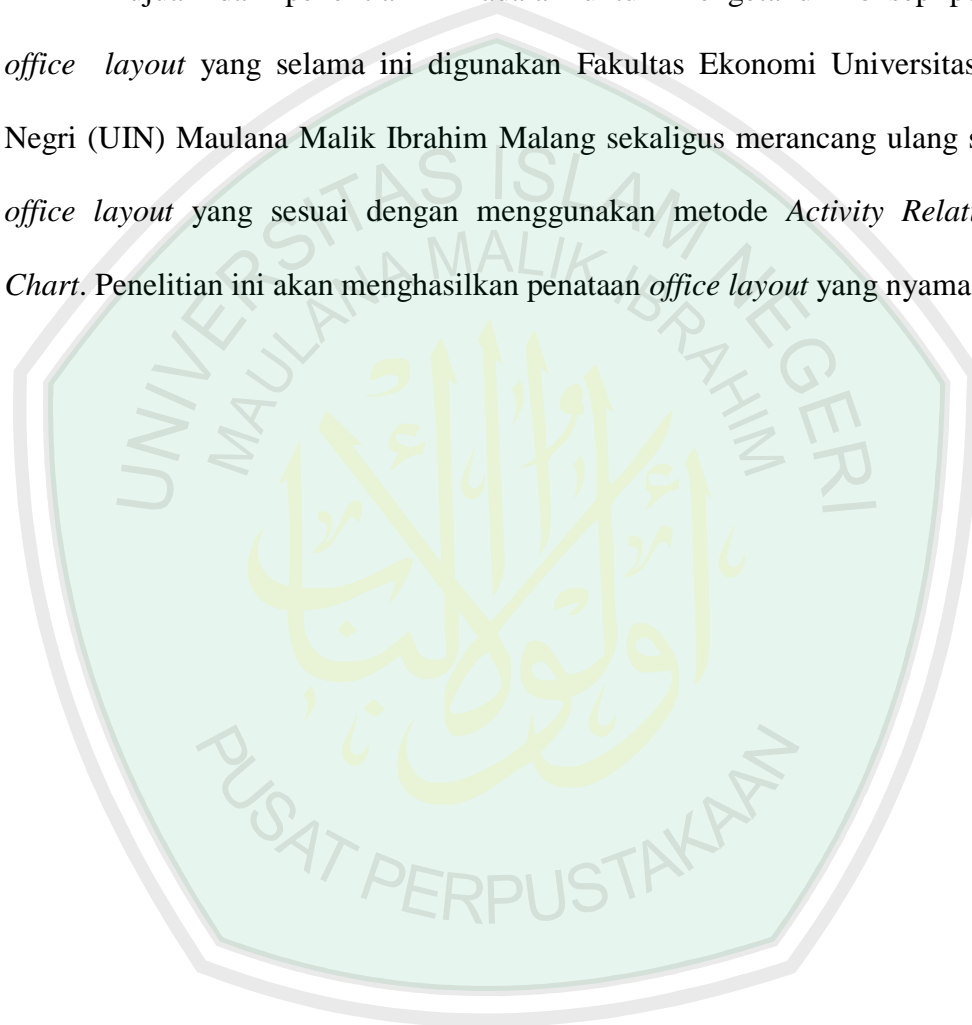 office layout yang selama ini digunakan Fakultas Ekonomi Universitas
Negri (UIN) Maulana Malik Ibrahim Malang sekaligus merancang ulang
office layout yang sesuai dengan menggunakan metode Activity
Chart. Penelitian ini akan menghasilkan penataan office layout yang
UNIVERSITAS ISLAM NEGERI
MAULANA MALIK IBRAHIM
PUSAT PERPUSTAKAAN